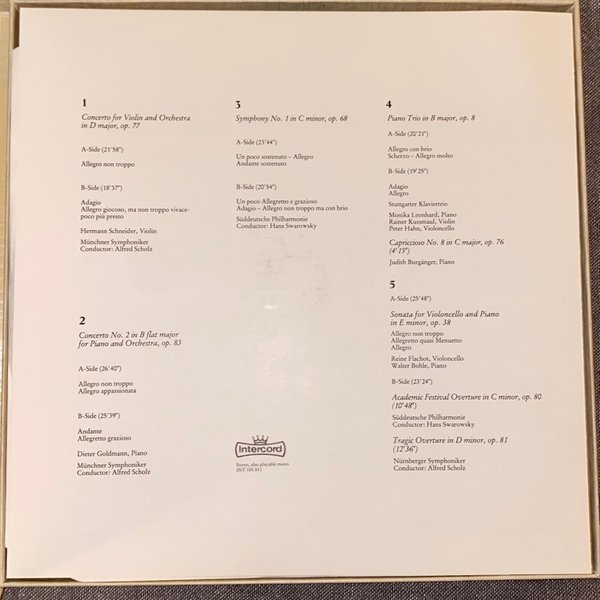 1
Concerto for Violin and Orchestra
in D major, op. 77
A-Side (21'58")
Allegro non troppo
B-Side (18'37")
Adagio
Allegro giocoso, ma non troppo vivace-
poco più presto
Hermann Schneider, Violin
Münchner Symphoniker
Conductor: Alfred Scholz
2
Concerto No. 2 in B flat major
for Piano and Orchestra, op. 83
A-Side (26'40")
Allegro non troppo
Allegro appassionata
B-Side (25'39")
Andante
Allegretto grazioso
Dieter Goldmann, Piano
Münchner Symphoniker
Conductor: Alfred Scholz
3
Symphony No. 1 in C minor, op. 68
A-Side (23'44")
Un poco sostenuto – Allegro
Andante sostenuto
B-Side (20'54")
Un poco Allegretto e grazioso
Adagio – Allegro non troppo ma con brio
Süddeutsche Philharmonie
Conductor: Hans Swarowsky
Intercord
Stereo, also playable mono
INT 185.811
4
Piano Trio in B major, op. 8
A-Side (20'21")
Allegro con brio
Scherzo – Allegro molto
B-Side (19'25")
Adagio
Allegro
Stuttgarter Klaviertrio
Monika Leonhard, Piano
Rainer Kussmaul, Violin
Peter Hahn, Violoncello
Capriccioso No. 8 in C major, op. 76
(4'15")
Judith Burgänger, Piano
5
A-Side (25'48")
Sonata for Violoncello and Piano
in E minor, op. 38
Allegro non troppo
Allegretto quasi Menuetto
Allegro
Reine Flachot, Violoncello
Walter Bohle, Piano
B-Side (23'24")
Academic Festival Overture in C minor, op. 80
(10'48")
Süddeutsche Philharmonie
Conductor: Hans Swarowsky
Tragic Overture in D minor, op. 81
(12'36")
Nürnberger Symphoniker
Conductor: Alfred Scholz